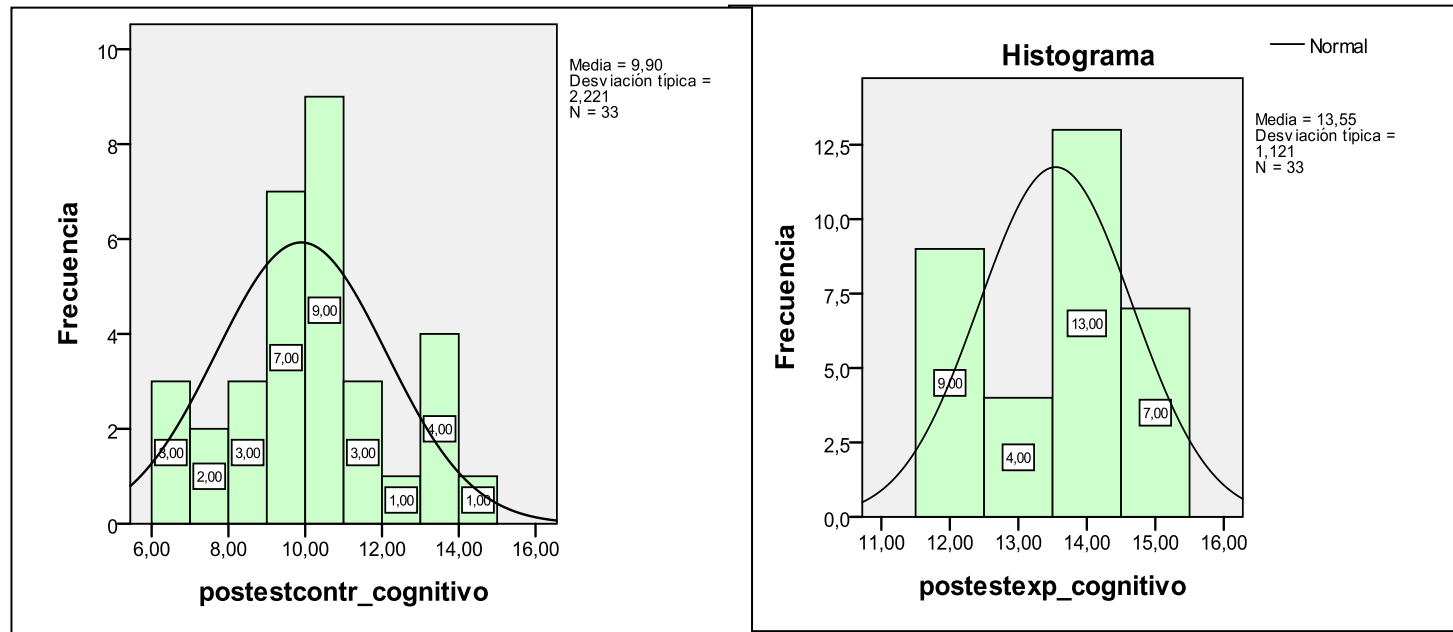 Media = 9,90
Desviación típica =
2,221
N = 33
Frecuencia
10
8
6
4
2
0
3,00
2,00
3,00
7,00
9,00
3,00
1,00
4,00
1,00
6,00 8,00 10,00 12,00 14,00 16,00
postestcontr_cognitivo
Histograma
Normal
Media = 13,55
Desviación típica =
1,121
N = 33
Frecuencia
12,5
10,0
7,5
5,0
2,5
0,0
9,00
4,00
13,00
7,00
11,00 12,00 13,00 14,00 15,00 16,00
postestexp_cognitivo